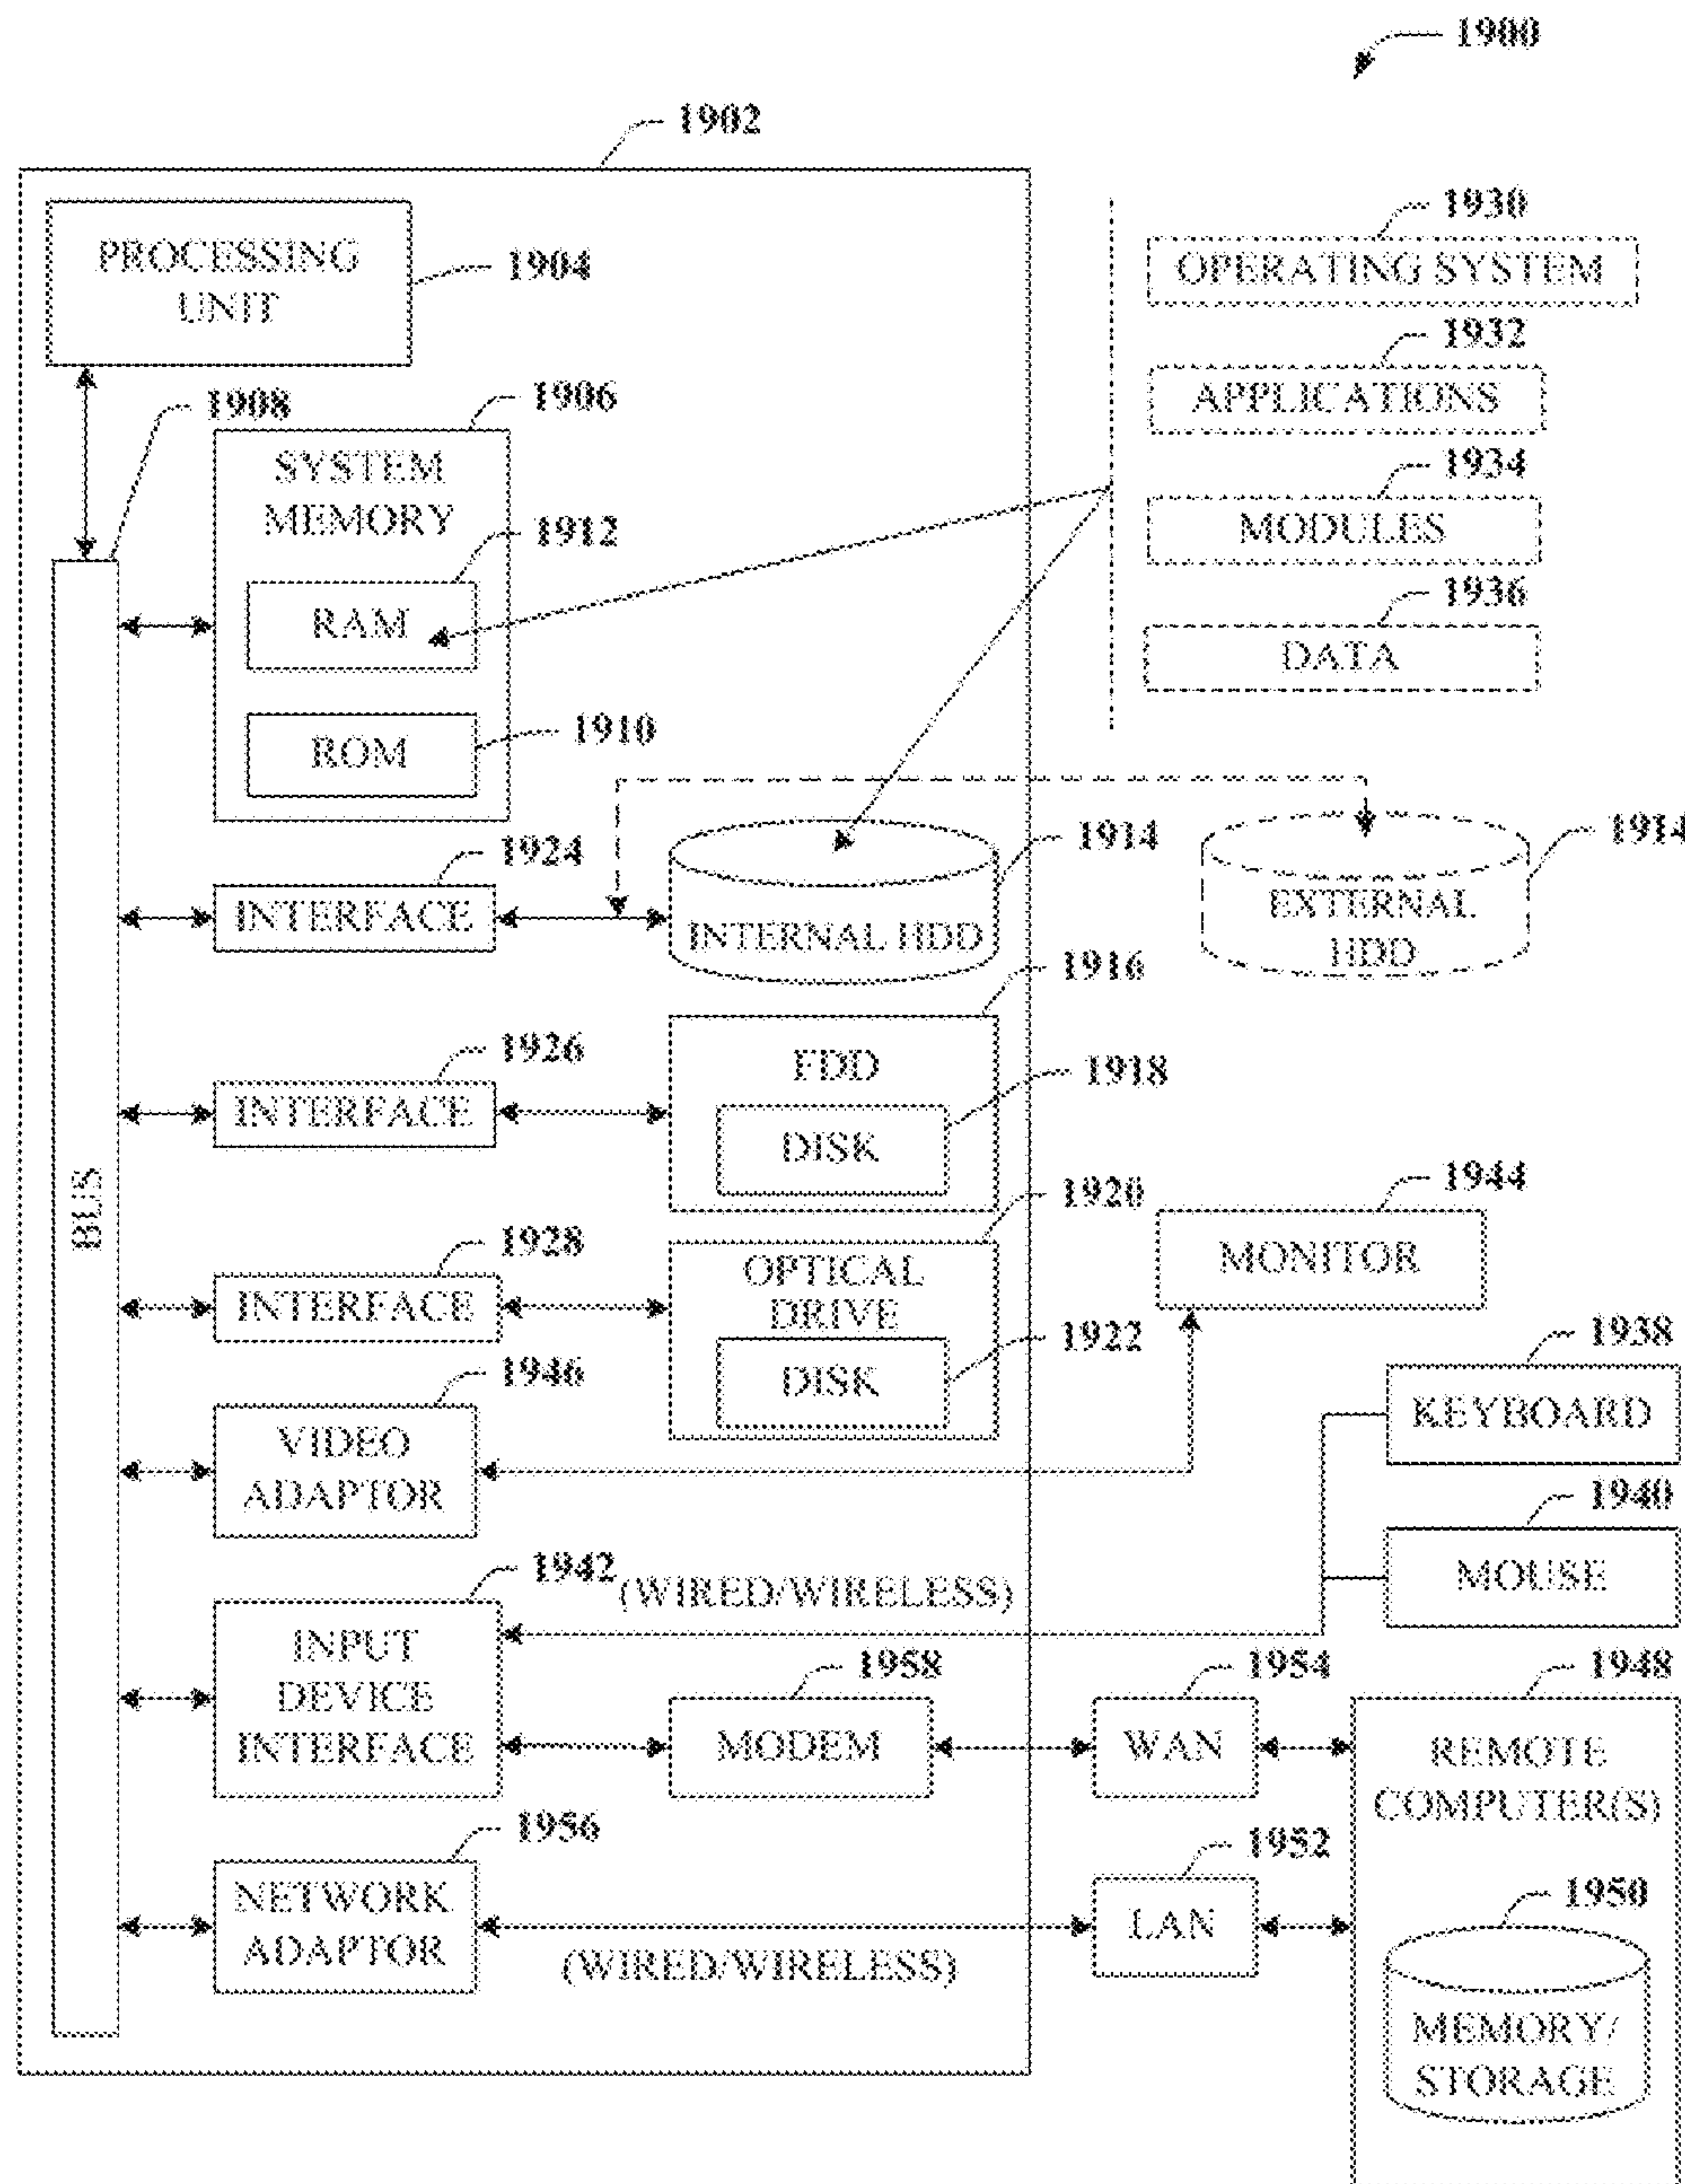 1900
1902
PROCESSING
UNIT
1904
1930
OPERATING SYSTEM
1932
APPLICATIONS
1934
MODULES
1936
DATA
1908
1906
SYSTEM
MEMORY
1912
RAM
1910
ROM
BUS
1924
INTERFACE
1914
INTERNAL HDD
1914
EXTERNAL
HDD
1926
INTERFACE
1916
FDD
1918
DISK
1928
INTERFACE
1920
OPTICAL
DRIVE
1922
DISK
1944
MONITOR
1946
VIDEO
ADAPTOR
1938
KEYBOARD
1940
MOUSE
1942
(WIRED/WIRELESS)
INPUT
DEVICE
INTERFACE
1958
MODEM
1954
WAN
1948
REMOTE
COMPUTER(S)
1956
NETWORK
ADAPTOR
(WIRED/WIRELESS)
1952
LAN
1950
MEMORY/
STORAGE